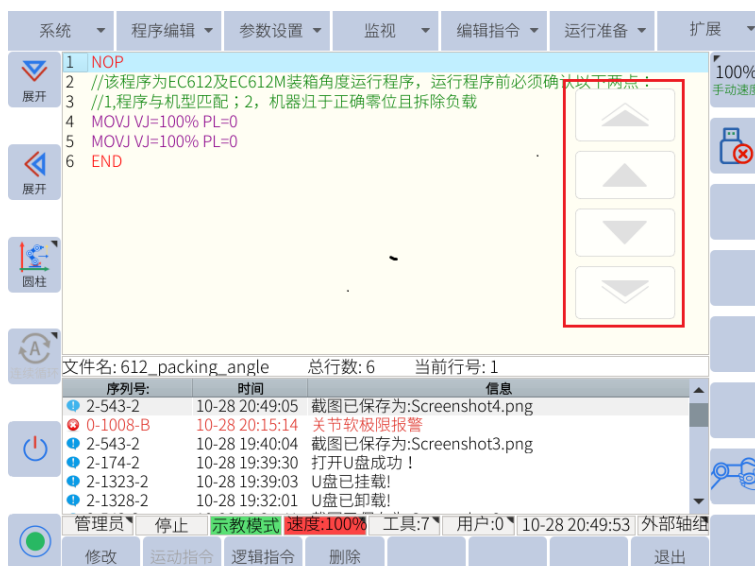 系统 程序编辑 参数设置 监视 编辑指令 运行准备 扩展
展开
展开
圆柱
100%
手动速度
1 NOP
2 //该程序为EC612及EC612M装箱角度运行程序，运行程序前必须确认以下两点：
3 //1,程序与机型匹配；2，机器归于正确零位且拆除负载
4 MOVJ VJ=100% PL=0
5 MOVJ VJ=100% PL=0
6 END
文件名: 612_packing_angle 总行数: 6 当前行号: 1
序列号: 时间 信息
2-543-2 10-28 20:49:05 截图已保存为:Screenshot4.png
0-1008-B 10-28 20:15:14 关节软极限报警
2-543-2 10-28 19:40:04 截图已保存为:Screenshot3.png
2-174-2 10-28 19:39:30 打开U盘成功！
2-1323-2 10-28 19:39:03 U盘已挂载!
2-1328-2 10-28 19:32:01 U盘已卸载!
管理员 停止 示教模式 速度:100% 工具:7 用户:0 10-28 20:49:53 外部轴组
修改 运动指令 逻辑指令 删除 退出